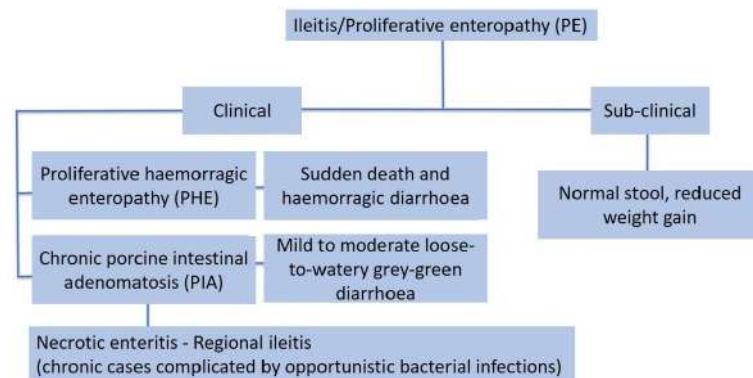 Ileitis/Proliferative enteropathy (PE)
Clinical
Sub-clinical
Proliferative haemorragic
enteropathy (PHE)
Sudden death and
haemorragic diarrhoea
Normal stool, reduced
weight gain
Chronic porcine intestinal
adenomatosis (PIA)
Mild to moderate loose-
to-watery grey-green
diarrhoea
Necrotic enteritis - Regional ileitis
(chronic cases complicated by opportunistic bacterial infections)